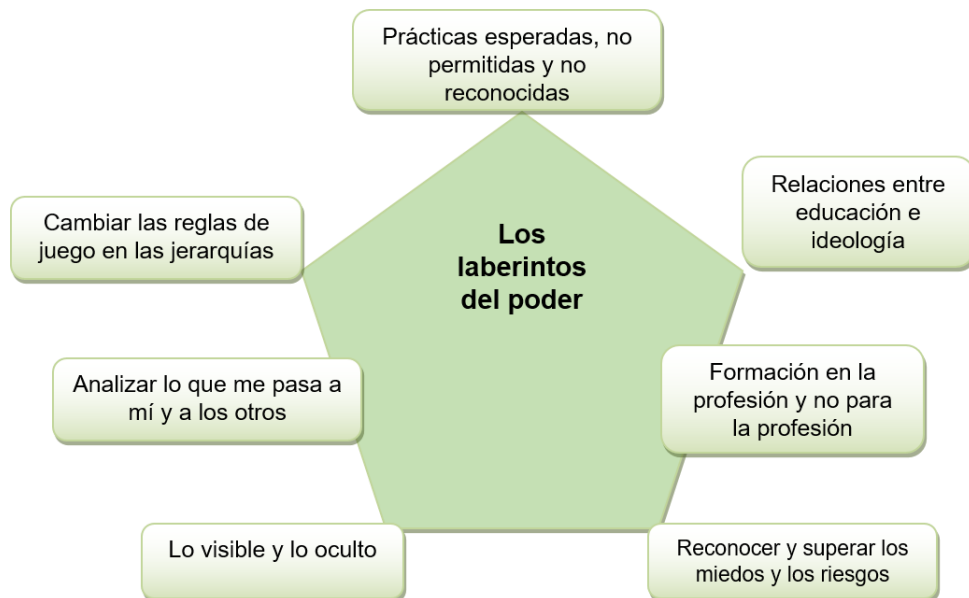 Prácticas esperadas, no
permitidas y no
reconocidas
Relaciones entre
educación e
ideología
Cambiar las reglas de
juego en las jerarquías
Los
laberintos
del poder
Analizar lo que me pasa a
mí y a los otros
Formación en la
profesión y no para
la profesión
Lo visible y lo oculto
Reconocer y superar los
miedos y los riesgos